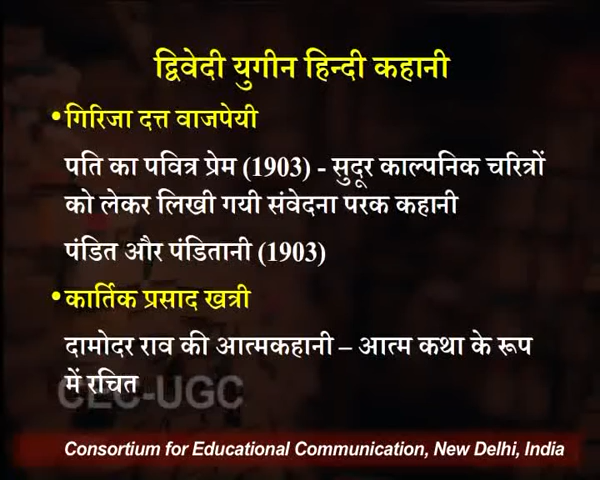 द्विवेदी युगीन हिन्दी कहानी
•गिरिजा दत्त वाजपेयी
पति का पवित्र प्रेम (1903) - सुदूर काल्पनिक चरित्रों
को लेकर लिखी गयी संवेदना परक कहानी
पंडित और पंडितानी (1903)
•कार्तिक प्रसाद खत्री
दामोदर राव की आत्मकहानी – आत्म कथा के रूप
में रचित
CEC-UGC
Consortium for Educational Communication, New Delhi, India